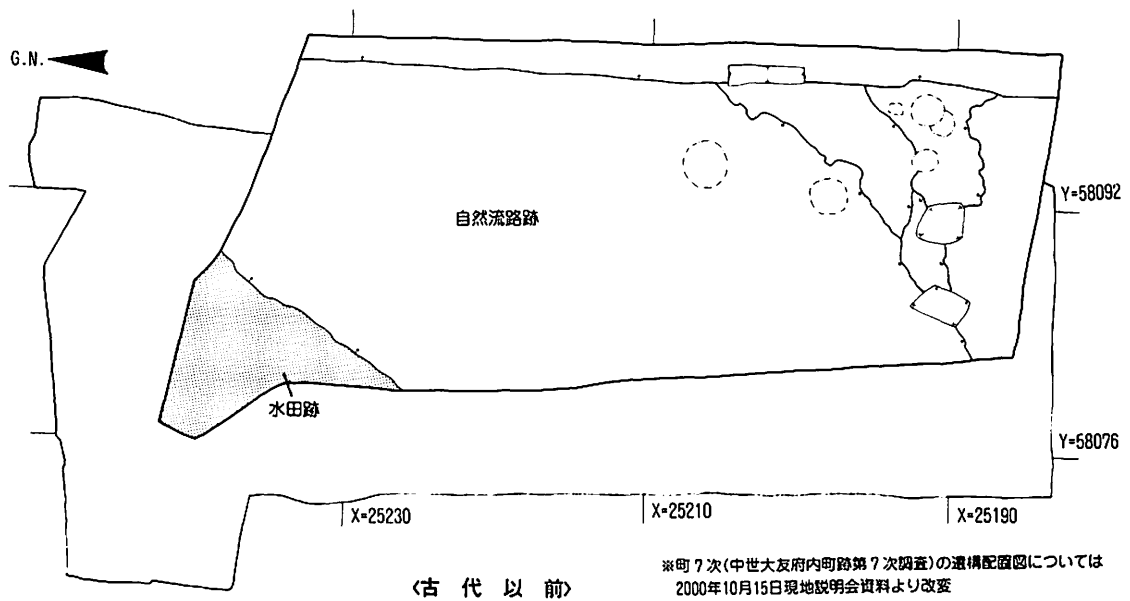 G.N.
自然流路跡
Y=58092
水田跡
Y=58076
X=25230
X=25210
X=25190
〈古代以前〉
※町7次(中世大友府内町跡第7次調査)の遺構配置図については
2000年10月15日現地説明会資料より改変